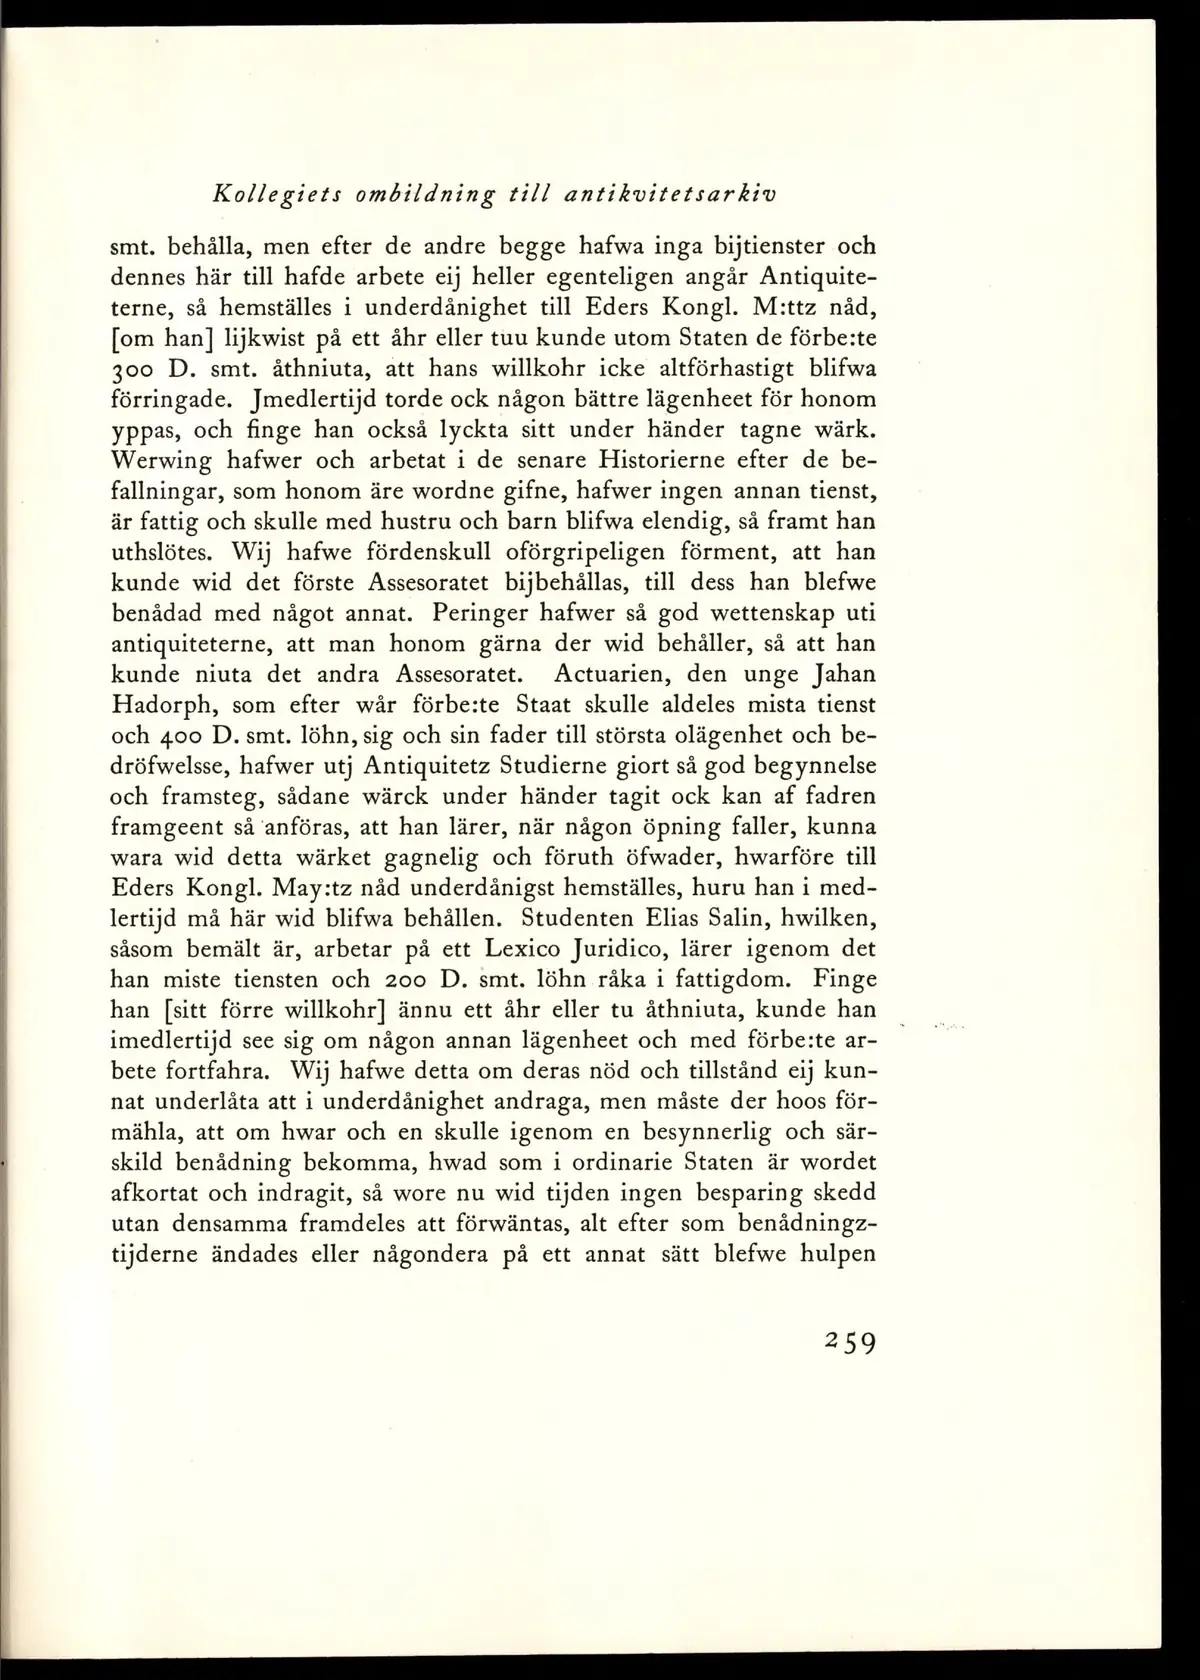 Kollegiets ombildning till antikvitetsarkiv
smt. behålla, men efter de andre begge hafwa inga bijtienster och
dennes här till hafde arbete eij heller egenteligen angår Antiquite-
terne, så hemställes i underdånighet till Eders Kongl. M:ttz nåd,
[om han] lijkwist på ett åhr eller tuu kunde utom Staten de förbe:te
300 D. smt. åthniuta, att hans willkohr icke altförhastigt blifwa
förringade. Jmedlertijd torde ock någon bättre lägenheet för honom
yppas, och finge han också lyckta sitt under händer tagne wärk.
Werwing hafwer och arbetat i de senare Historierne efter de be-
fallningar, som honom äre wordne gifne, hafwer ingen annan tienst,
är fattig och skulle med hustru och barn blifwa elendig, så framt han
uthslötes. Wij hafwe fördenskull oförgripeligen förment, att han
kunde wid det förste Assesoratet bijbehållas, till dess han blefwe
benådad med något annat. Peringer hafwer så god wettenskap uti
antiquiteterne, att man honom gärna der wid behåller, så att han
kunde niuta det andra Assesoratet. Actuarien, den unge Jahan
Hadorph, som efter wår förbe:te Staat skulle aldeles mista tienst
och 400 D. smt. löhn, sig och sin fader till största olägenhet och be-
dröfwelsse, hafwer utj Antiquitetz Studierne giort så god begynnelse
och framsteg, sådane wärck under händer tagit ock kan af fadren
framgeent så anföras, att han lärer, när någon öpning faller, kunna
wara wid detta wärket gagnelig och föruth öfwader, hwarföre till
Eders Kongl. May:tz nåd underdånigst hemställes, huru han i med-
lertijd må här wid blifwa behållen. Studenten Elias Salin, hwilken,
såsom bemält är, arbetar på ett Lexico Juridico, lärer igenom det
han miste tiensten och 200 D. smt. löhn råka i fattigdom. Finge
han [sitt förre willkohr] ännu ett åhr eller tu åthniuta, kunde han
imedlertijd see sig om någon annan lägenheet och med förbe:te ar-
bete fortfahra. Wij hafwe detta om deras nöd och tillstånd eij kun-
nat underlåta att i underdånighet andraga, men måste der hoos för-
mähla, att om hwar och en skulle igenom en besynnerlig och sär-
skild benådning bekomma, hwad som i ordinarie Staten är wordet
afkortat och indragit, så wore nu wid tijden ingen besparing skedd
utan densamma framdeles att förwäntas, alt efter som benådningz-
tijderne ändades eller någondera på ett annat sätt blefwe hulpen
259